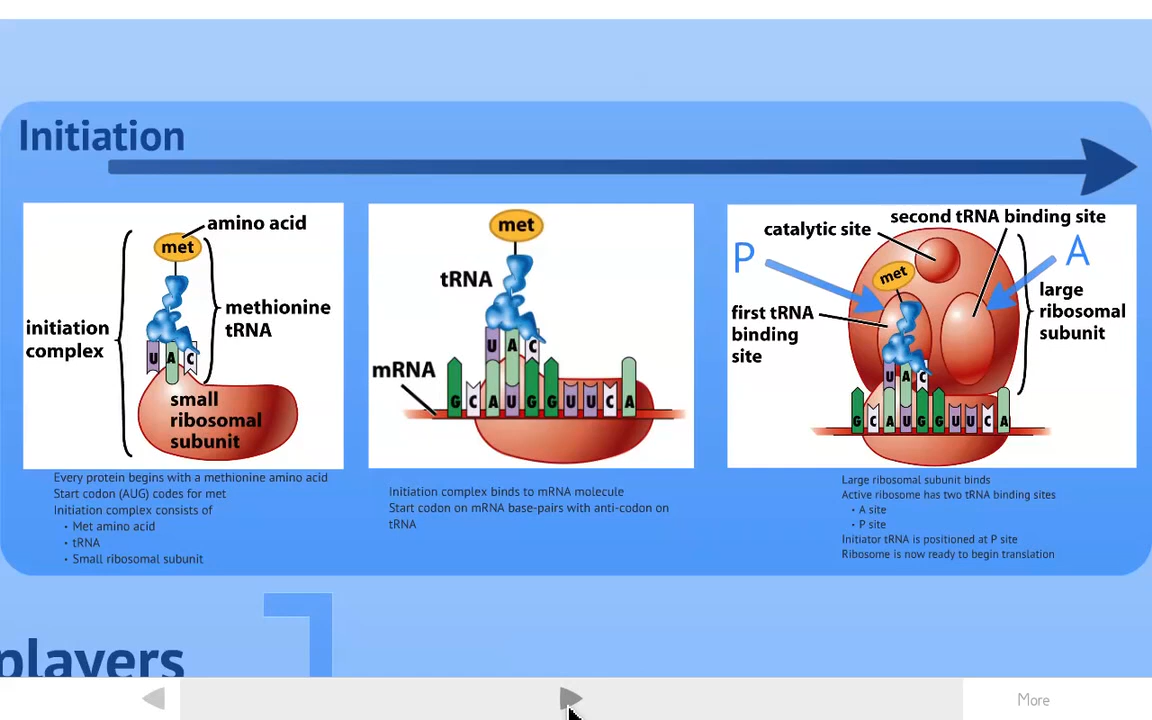 Initiation
amino acid
met
initiation
complex
methionine
tRNA
U A C
small
ribosomal
subunit
Every protein begins with a methionine amino acid
Start codon (AUG) codes for met
Initiation complex consists of
• Met amino acid
• tRNA
• Small ribosomal subunit
met
tRNA
U A C
mRNA
G C A U G G U U C A
Initiation complex binds to mRNA molecule
Start codon on mRNA base-pairs with anti-codon on
tRNA
second tRNA binding site
catalytic site
P
A
met
first tRNA
binding
site
large
ribosomal
subunit
U A C
G C A U G G U U C A
Large ribosomal subunit binds
Active ribosome has two tRNA binding sites
• A site
• P site
Initiator tRNA is positioned at P site
Ribosome is now ready to begin translation
players
More